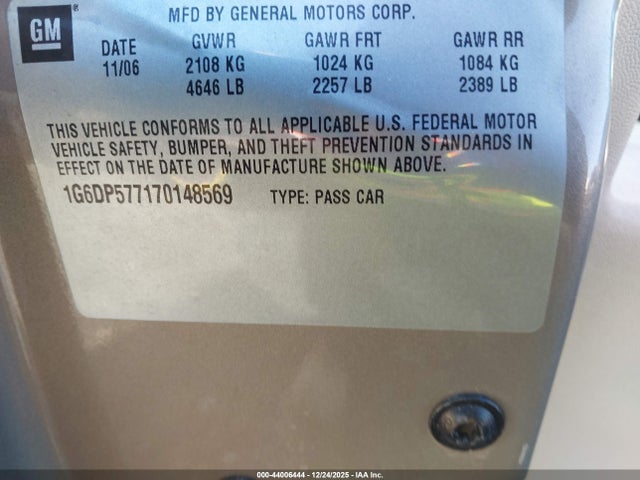 GM ®
MFD BY GENERAL MOTORS CORP.
DATE GVWR GAWR FRT GAWR RR
11/06 2108 KG 1024 KG 1084 KG
4646 LB 2257 LB 2389 LB
THIS VEHICLE CONFORMS TO ALL APPLICABLE U.S. FEDERAL MOTOR
VEHICLE SAFETY, BUMPER, AND THEFT PREVENTION STANDARDS IN
EFFECT ON THE DATE OF MANUFACTURE SHOWN ABOVE.
1G6DP577170148569 TYPE: PASS CAR
000-44006444 - 12/24/2025 - IAA Inc.